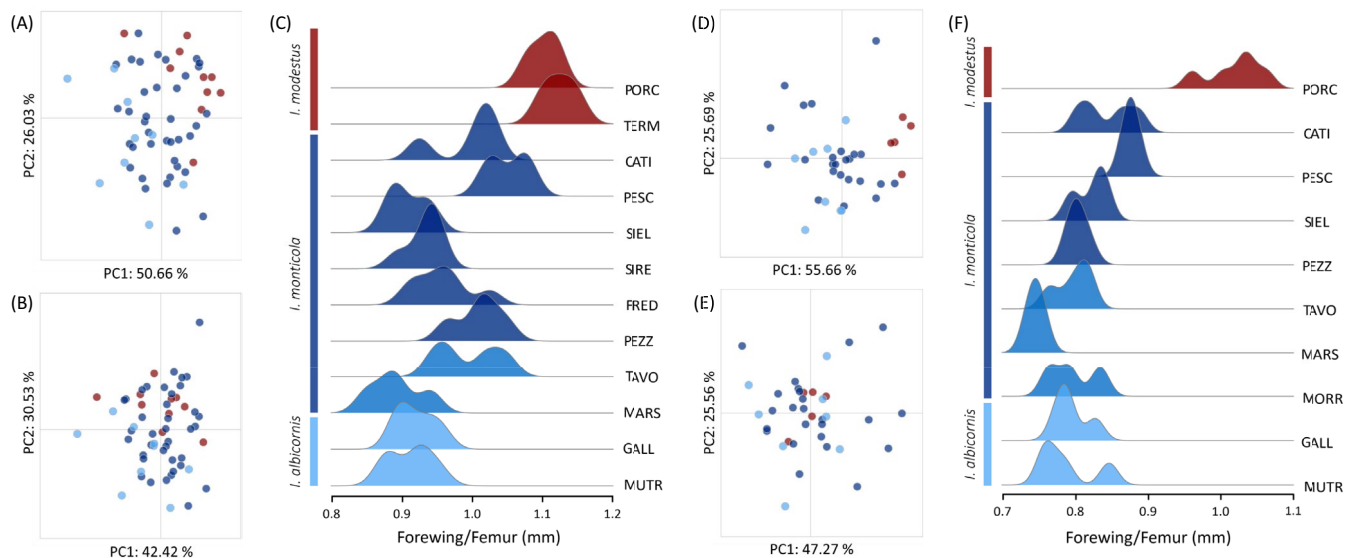 (A)
PC2: 26.03 %
PC1: 50.66 %
(B)
PC2: 30.53 %
PC1: 42.42 %
(C)
I. modestus
I. monticola
I. albicornis
PORC
TERM
CATI
PESC
SIEL
SIRE
FRED
PEZZ
TAVO
MARS
GALL
MUTR
0.8 0.9 1.0 1.1 1.2
Forewing/Femur (mm)
(D)
PC2: 25.69 %
PC1: 55.66 %
(E)
PC2: 25.56 %
PC1: 47.27 %
(F)
I. modestus
I. monticola
I. albicornis
PORC
CATI
PESC
SIEL
PEZZ
TAVO
MARS
MORR
GALL
MUTR
0.7 0.8 0.9 1.0 1.1
Forewing/Femur (mm)